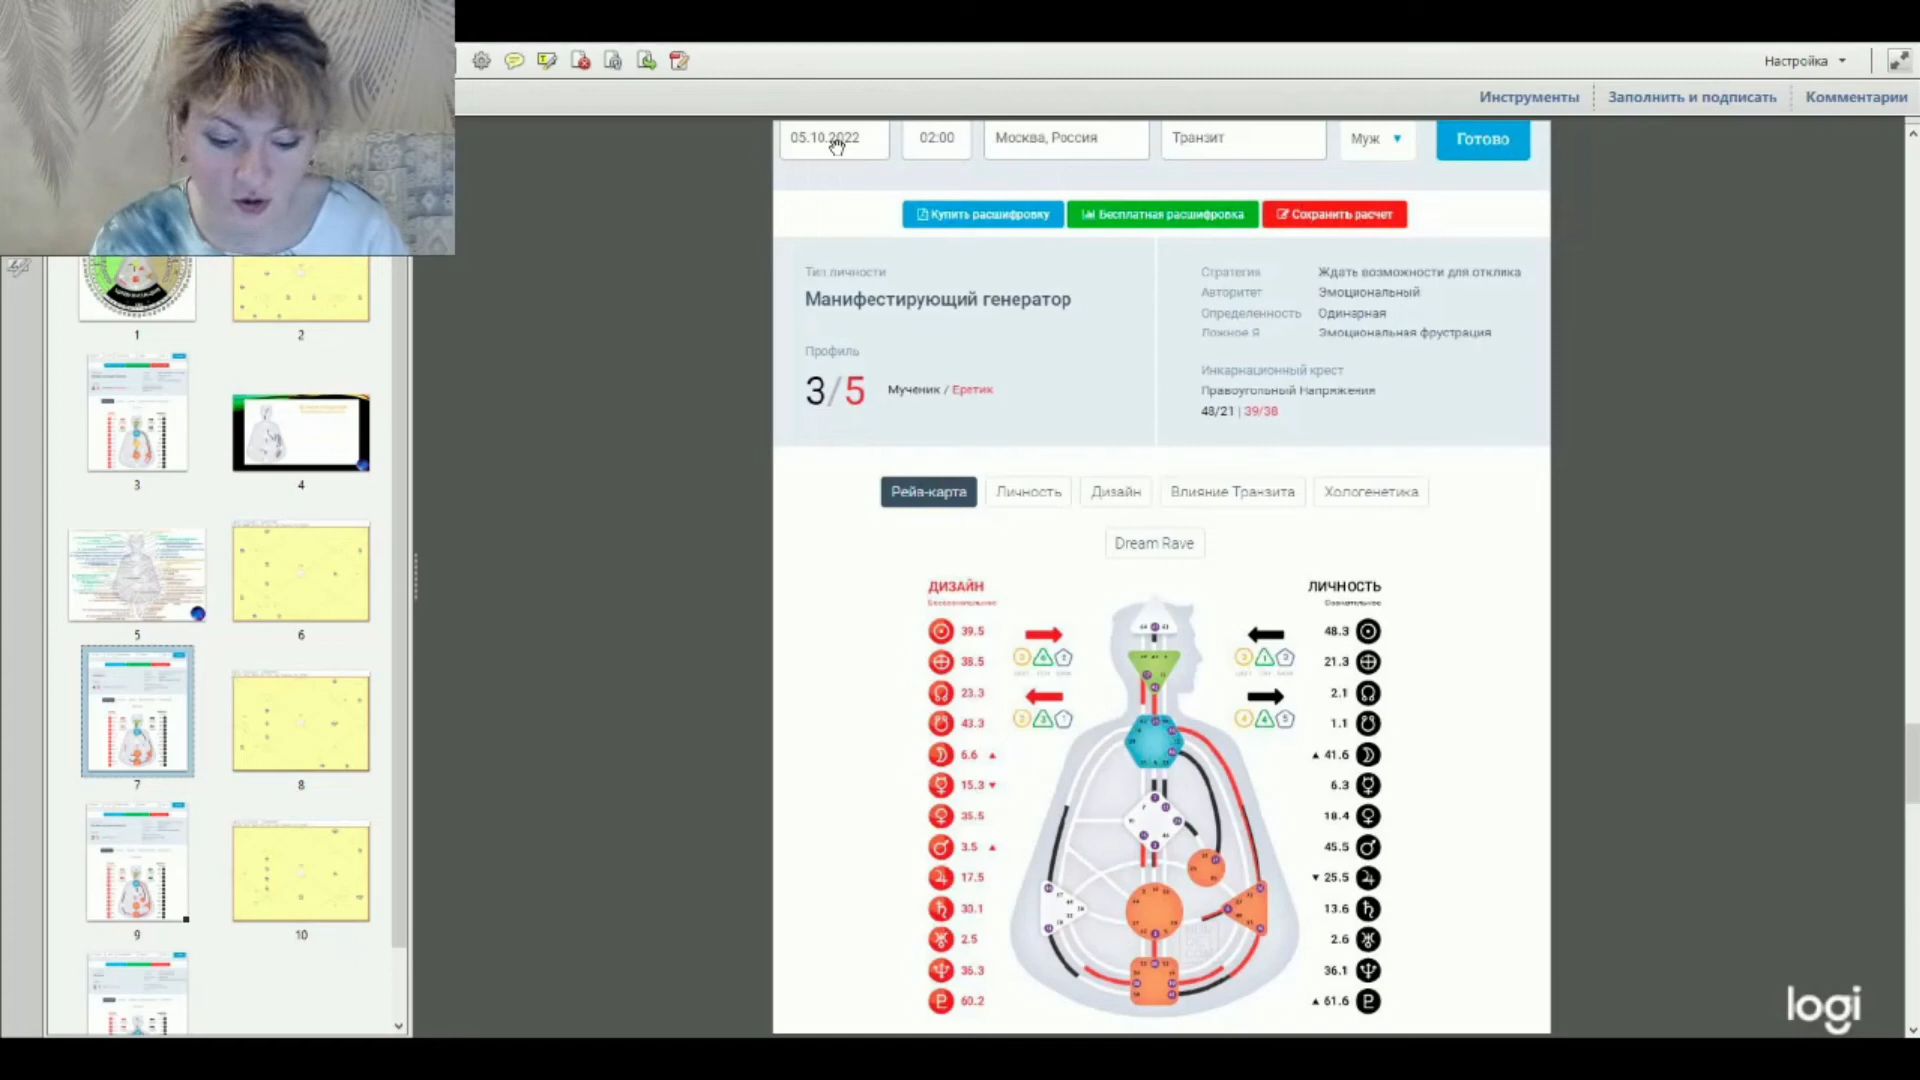 Настройка
Инструменты
Заполнить и подписать
Комментарии
05.10.2022
02:00
Москва, Россия
Транзит
Муж
Готово
Купить расшифровку
Бесплатная расшифровка
Сохранить расчет
Тип личности
Манифестирующий генератор
Профиль
3/5 Мученик / Еретик
Стратегия Ждать возможности для отклика
Авторитет Эмоциональный
Определенность Одинарная
Ложное Я Эмоциональная фрустрация
Инкарнационный крест
Правоугольный Напряжения
48/21 | 39/38
Рейв-карта
Личность
Дизайн
Влияние Транзита
Хологенетика
Dream Rave
ДИЗАЙН
Бессознательное
39.5
38.5
23.3
43.3
6.6
15.3
35.5
3.5
17.5
30.1
2.5
36.3
60.2
ЛИЧНОСТЬ
Сознательное
48.3
21.3
2.1
1.1
41.6
6.3
18.4
45.5
25.5
13.6
2.6
36.1
61.6
1
2
3
4
5
6
7
8
9
10
logi